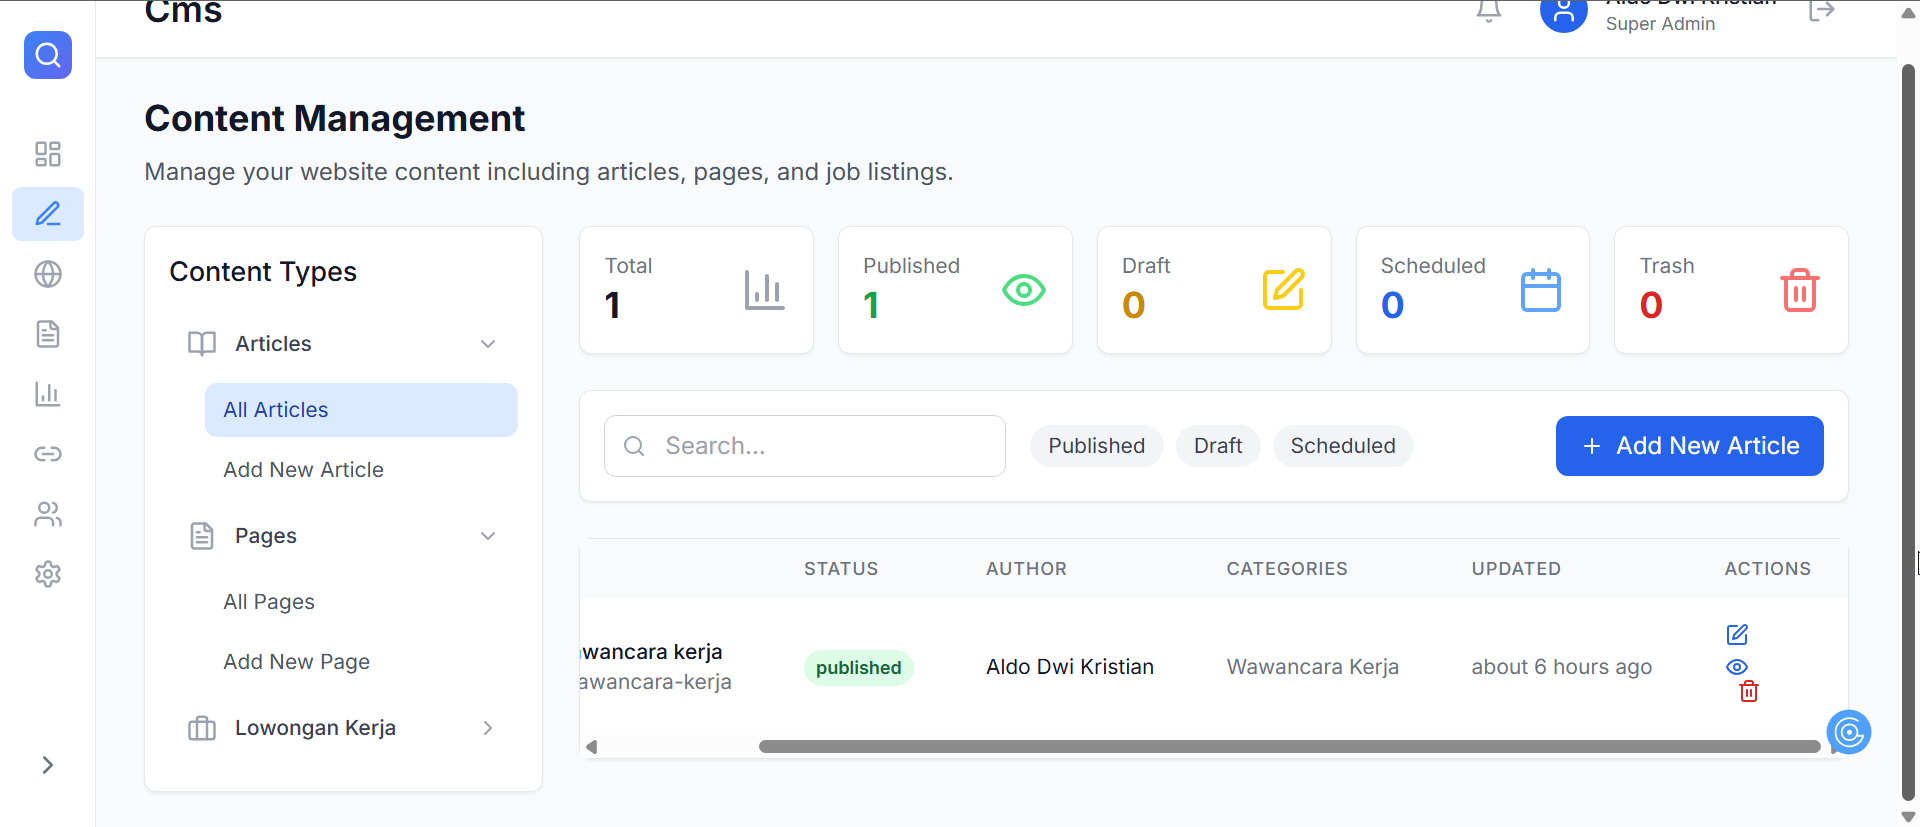 Cms
Super Admin
Content Management
Manage your website content including articles, pages, and job listings.
Content Types
Articles
All Articles
Add New Article
Pages
All Pages
Add New Page
Lowongan Kerja
Total
1
Published
1
Draft
0
Scheduled
0
Trash
0
Search...
Published
Draft
Scheduled
+ Add New Article
STATUS
AUTHOR
CATEGORIES
UPDATED
ACTIONS
wancara kerja
awancara-kerja
published
Aldo Dwi Kristian
Wawancara Kerja
about 6 hours ago